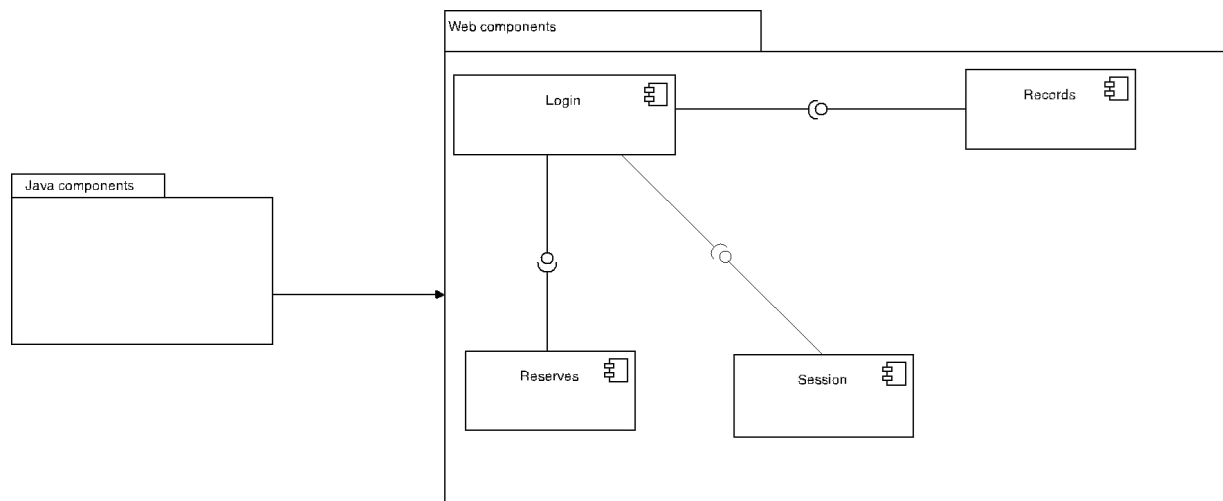 Web components
Login
Records
Java components
Reserves
Session